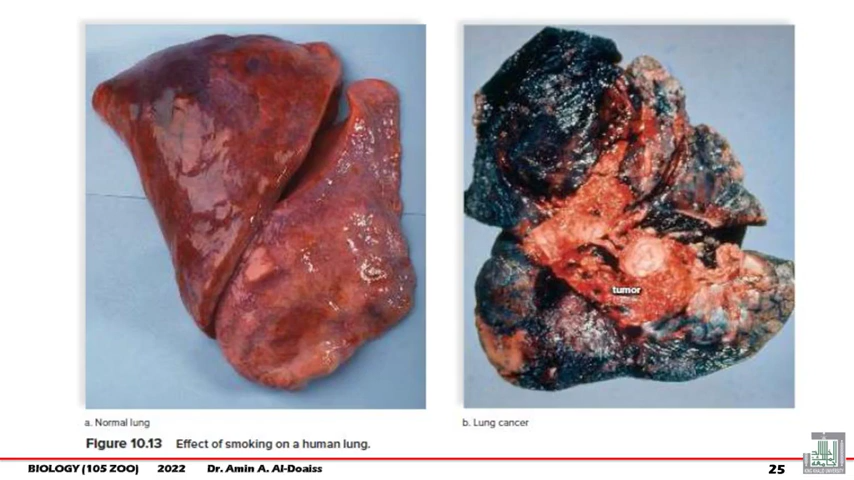 tumor
a. Normal lung
b. Lung cancer
Figure 10.13 Effect of smoking on a human lung.
BIOLOGY (105 ZOO) 2022 Dr. Amin A. Al-Doaiss 25